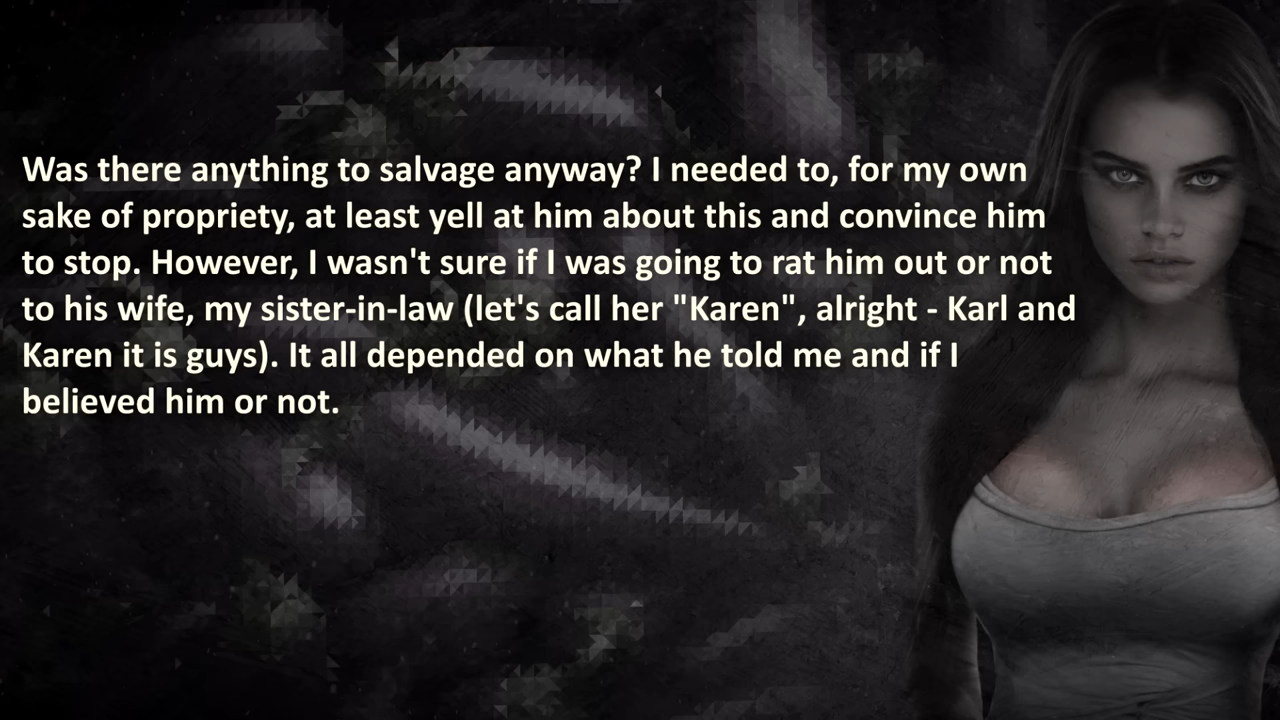 Was there anything to salvage anyway? I needed to, for my own
sake of propriety, at least yell at him about this and convince him
to stop. However, I wasn't sure if I was going to rat him out or not
to his wife, my sister-in-law (let's call her "Karen", alright - Karl and
Karen it is guys). It all depended on what he told me and if I
believed him or not.